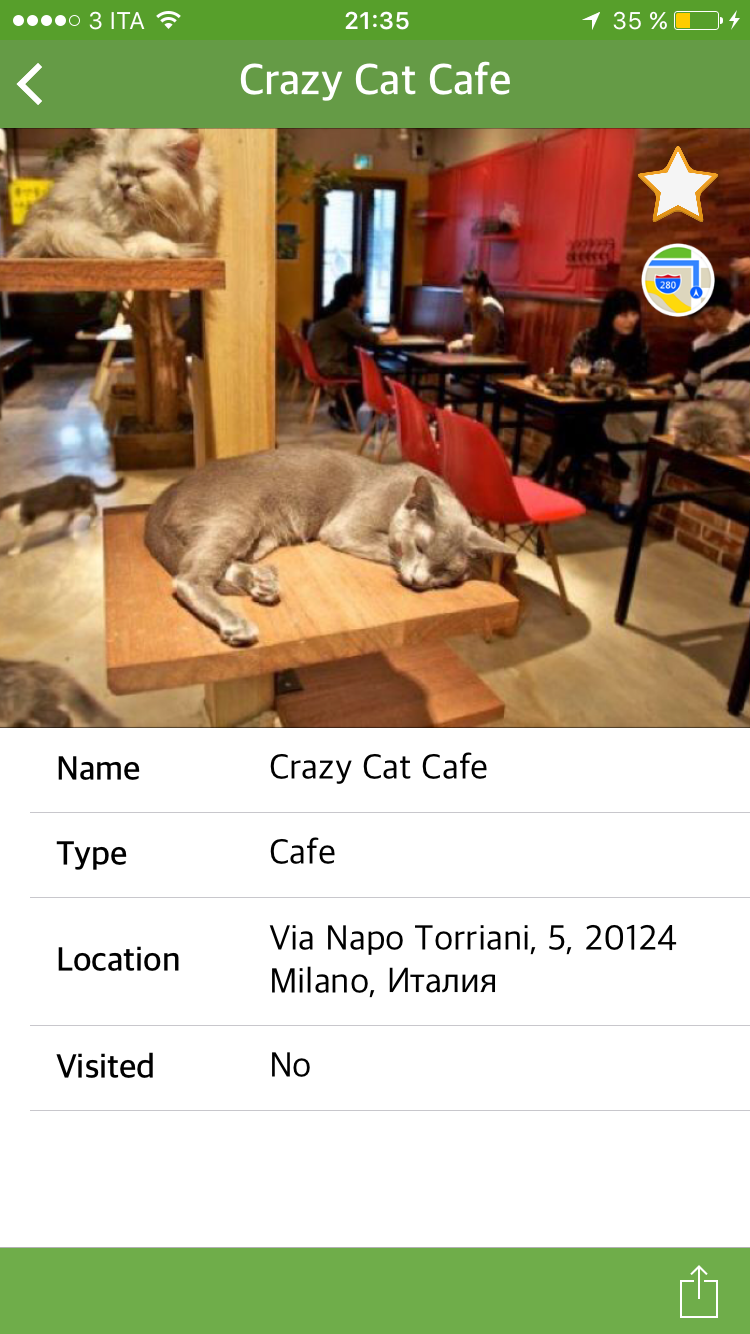 3 ITA 21:35 35 %
Crazy Cat Cafe
280
Name Crazy Cat Cafe
Type Cafe
Location Via Napo Torriani, 5, 20124
Milano, Италия
Visited No